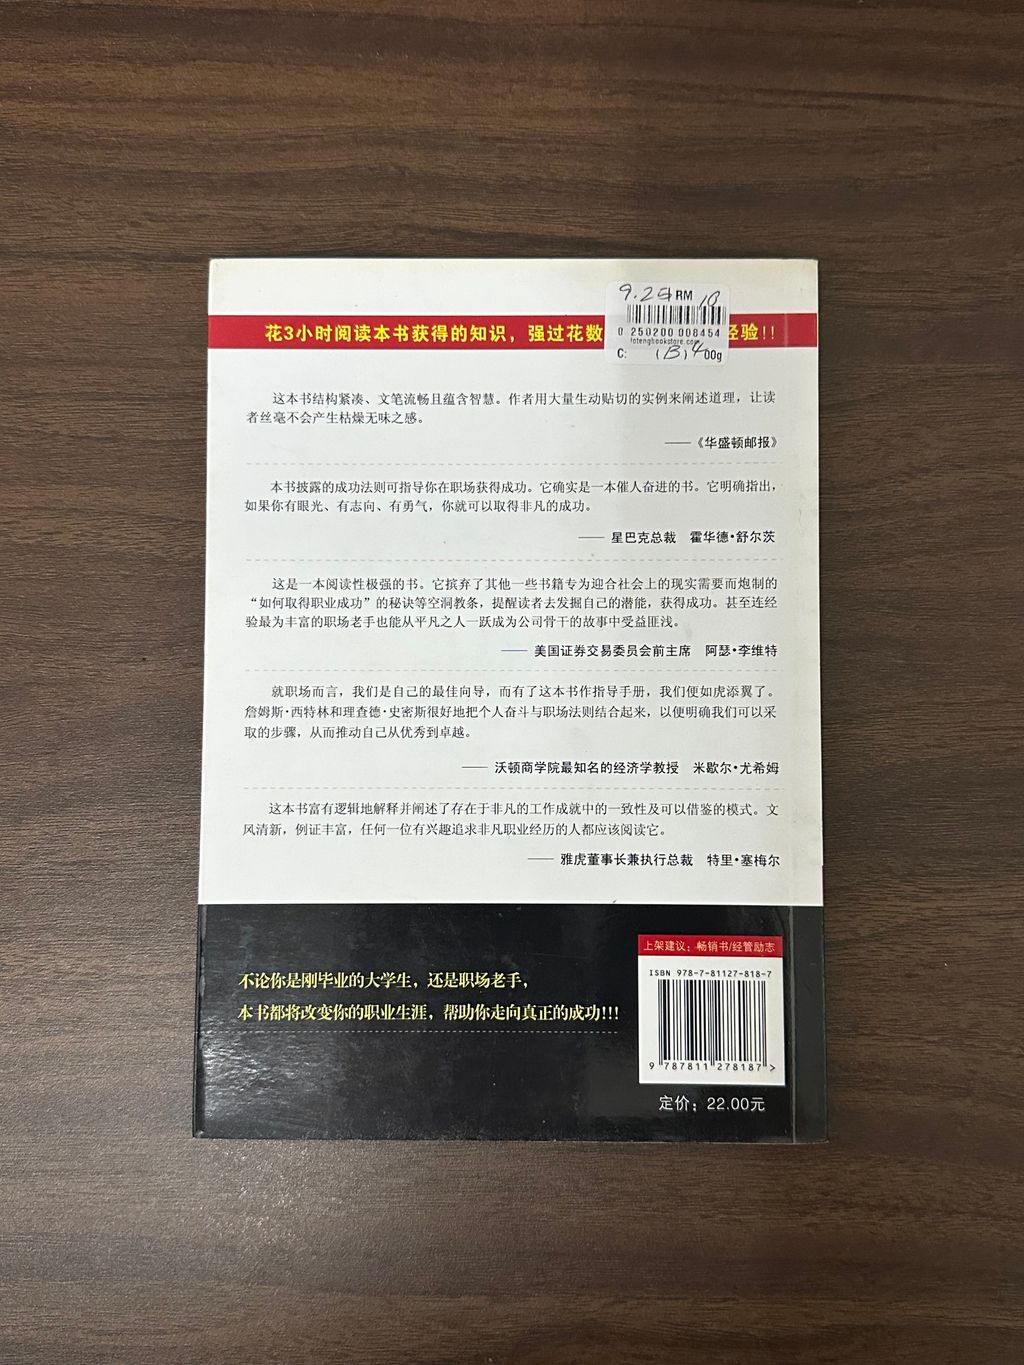 花3小时阅读本书获得的知识，强过花数 经验!!
9.25 RM 18
0 250200 008454
C: (B) 400g
这本书结构紧凑、文笔流畅且蕴含智慧。作者用大量生动贴切的实例来阐述道理，让读
者丝毫不会产生枯燥无味之感。
——《华盛顿邮报》
本书披露的成功法则可指导你在职场获得成功。它确实是一本催人奋进的书。它明确指出，
如果你有眼光、有志向、有勇气，你就可以取得非凡的成功。
—— 星巴克总裁 霍华德·舒尔茨
这是一本阅读性极强的书。它摈弃了其他一些书籍专为迎合社会上的现实需要而炮制的
“如何取得职业成功”的秘诀等空洞教条，提醒读者去发掘自己的潜能，获得成功。甚至连经
验最为丰富的职场老手也能从平凡之人一跃成为公司骨干的故事中受益匪浅。
—— 美国证券交易委员会前主席 阿瑟·李维特
就职场而言，我们是自己的最佳向导，而有了这本书作指导手册，我们便如虎添翼了。
詹姆斯·西特林和理查德·史密斯很好地把个人奋斗与职场法则结合起来，以便明确我们可以采
取的步骤，从而推动自己从优秀到卓越。
—— 沃顿商学院最知名的经济学教授 米歇尔·尤希姆
这本书富有逻辑地解释并阐述了存在于非凡的工作成就中的一致性及可以借鉴的模式。文
风清新，例证丰富，任何一位有兴趣追求非凡职业经历的人都应该阅读它。
—— 雅虎董事长兼执行总裁 特里·塞梅尔
不论你是刚毕业的大学生，还是职场老手，
本书都将改变你的职业生涯，帮助你走向真正的成功!!!
上架建议：畅销书/经管励志
ISBN 978-7-81127-818-7
9 787811 278187 >
定价：22.00元